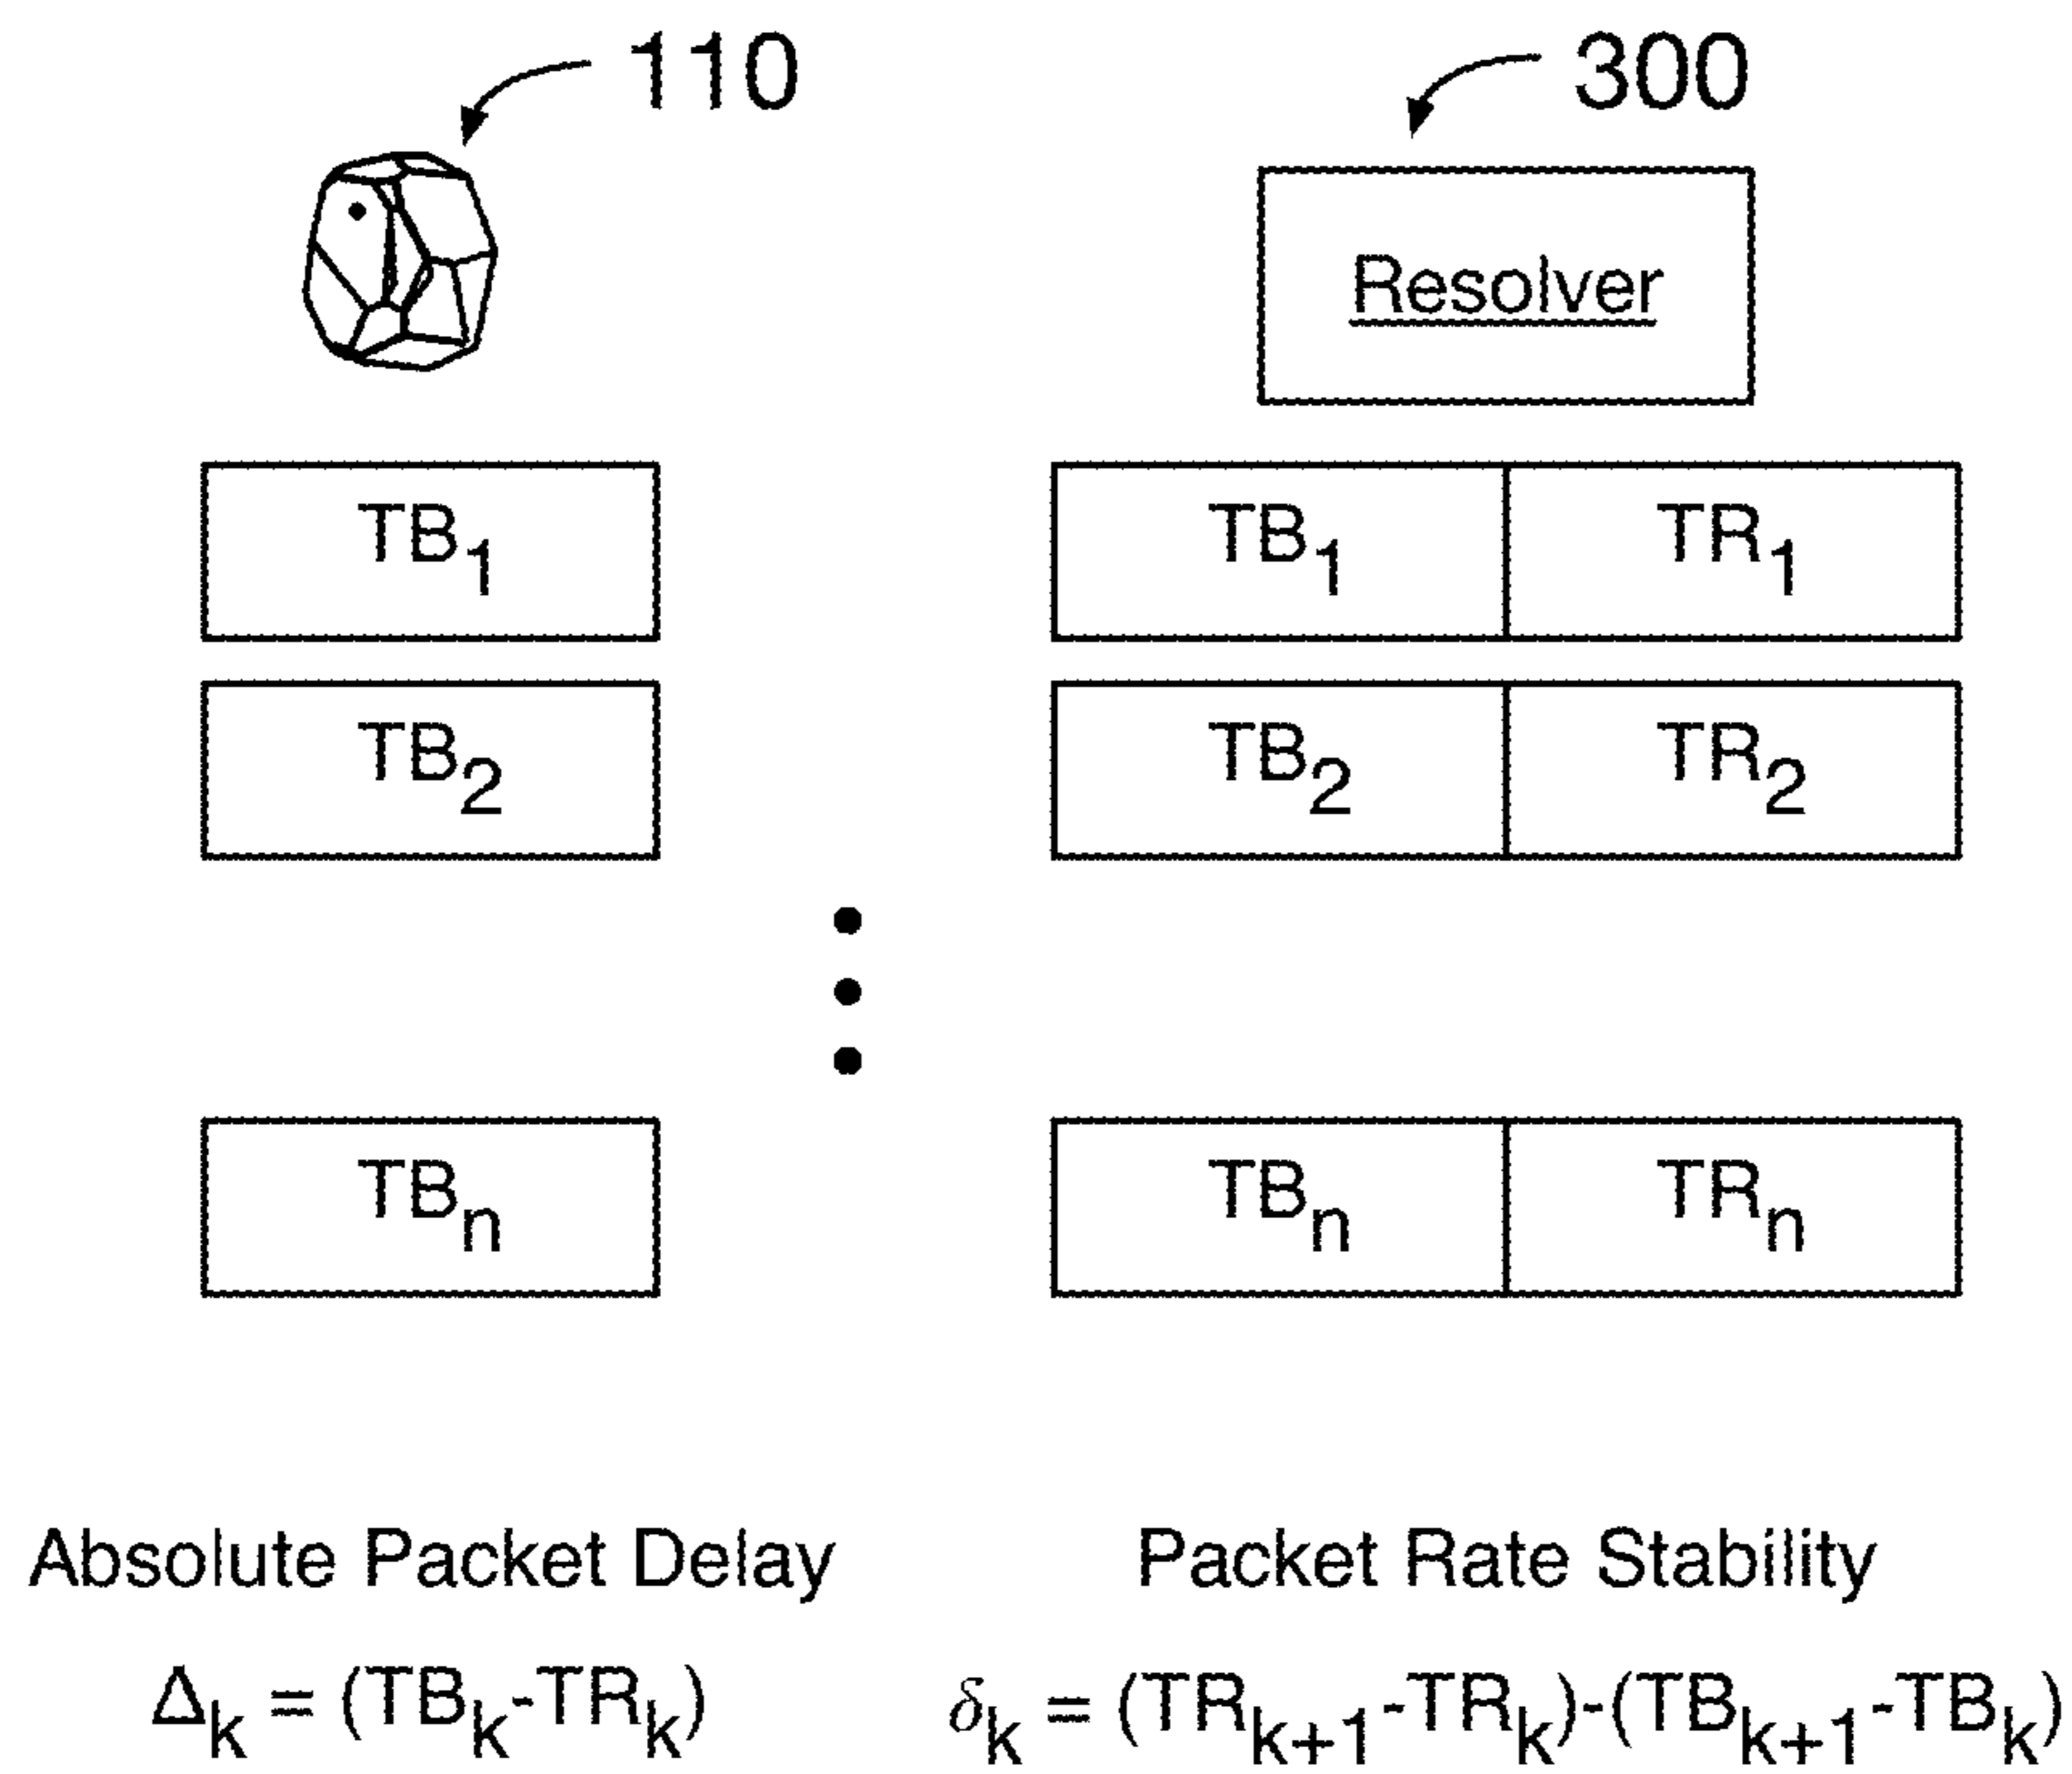 110 300
Resolver
TB₁ TB₁ TR₁
TB₂ TB₂ TR₂
TBₙ TBₙ TRₙ
Absolute Packet Delay Packet Rate Stability
Δₖ = (TBₖ-TRₖ) δₖ = (TRₖ₊₁-TRₖ)-(TBₖ₊₁-TBₖ)